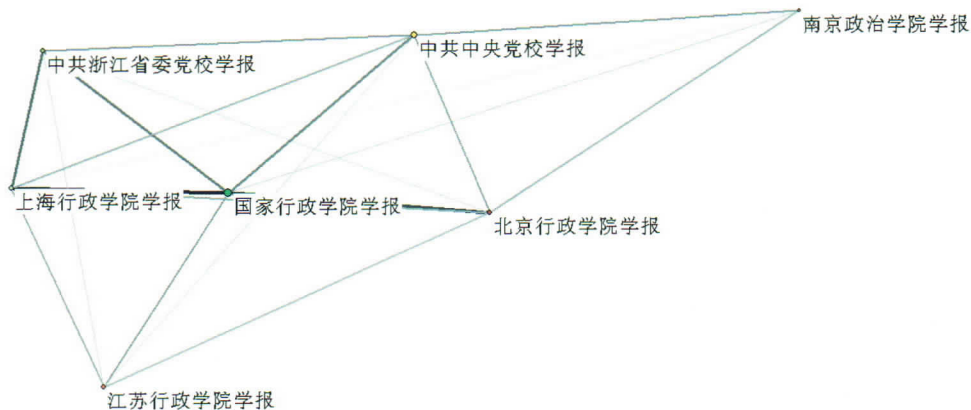 南京政治学院学报
中共中央党校学报
中共浙江省委党校学报
上海行政学院学报
国家行政学院学报
北京行政学院学报
江苏行政学院学报